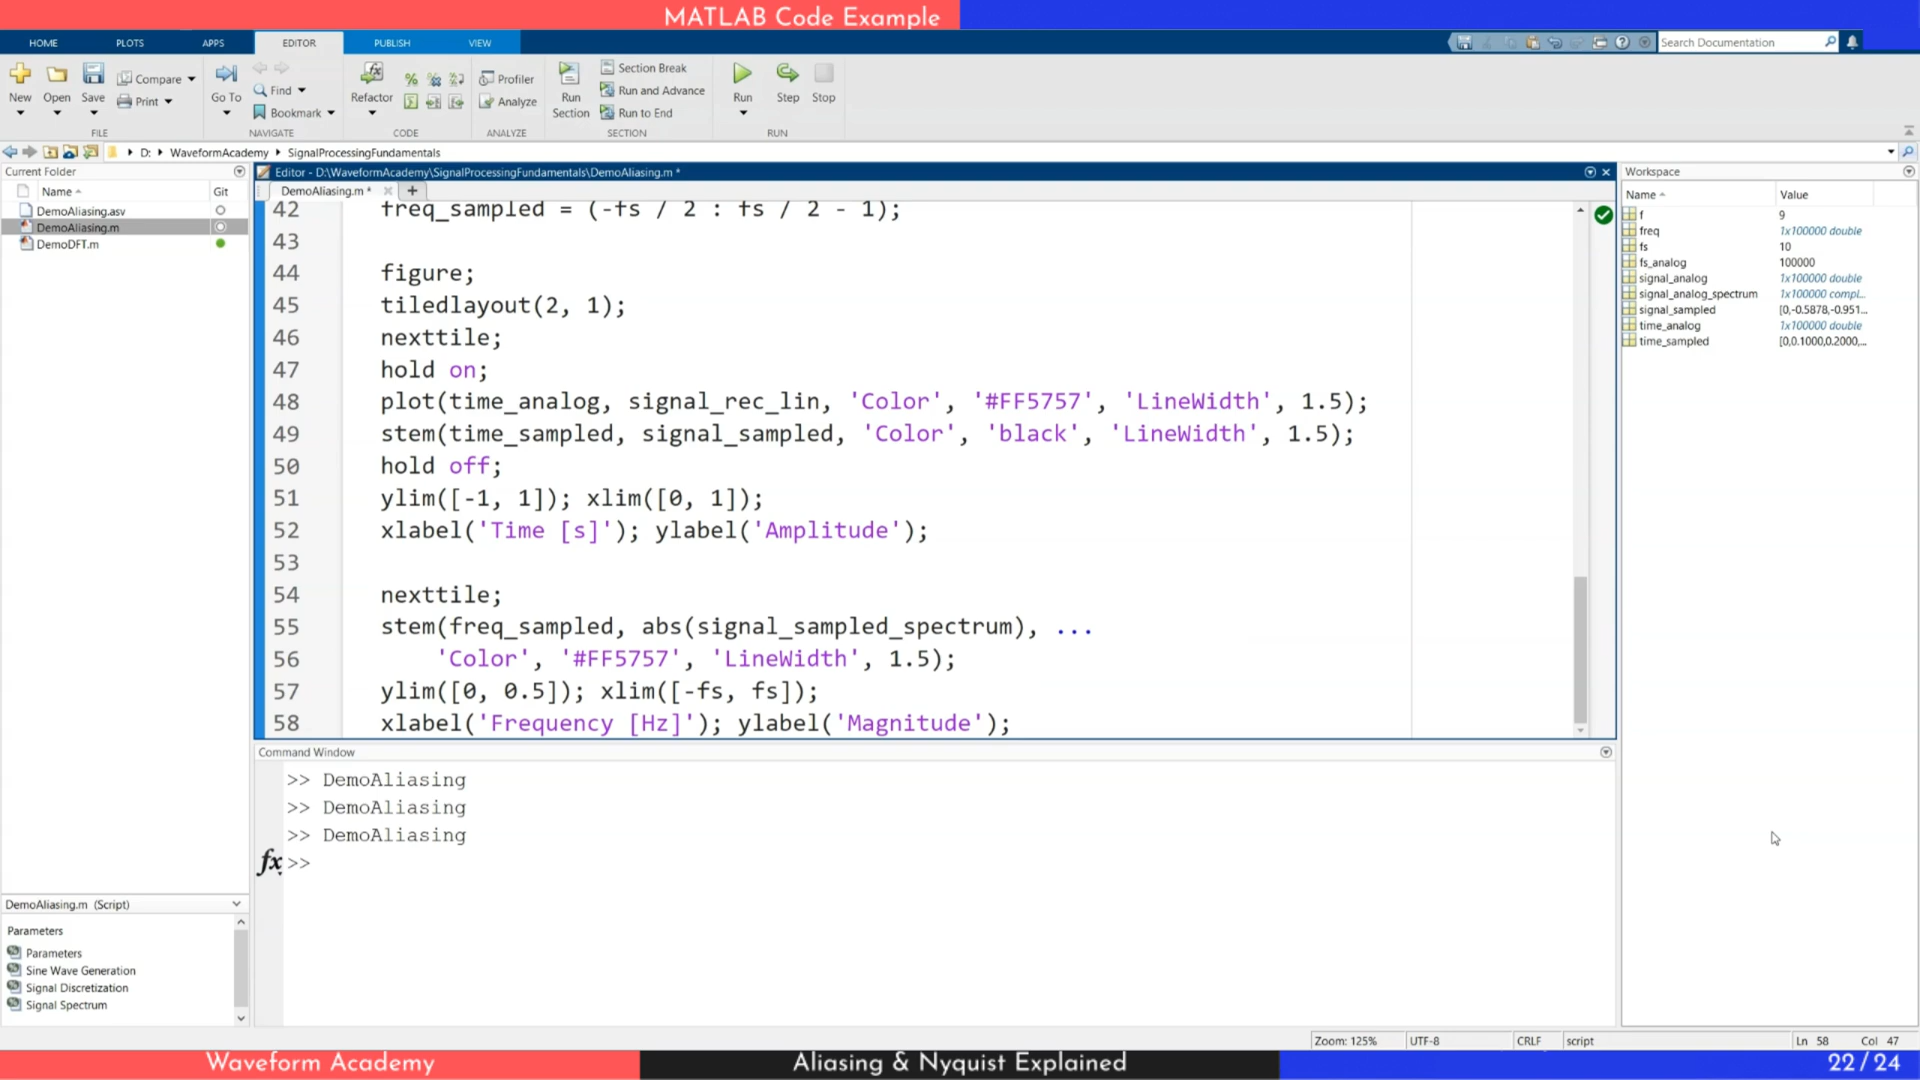 MATLAB Code Example
HOME PLOTS APPS EDITOR PUBLISH VIEW
Search Documentation
New Open Save Compare Print
FILE
Go To Find Bookmark
NAVIGATE
Refactor
CODE
Profiler Analyze
ANALYZE
Run Section Section Break Run and Advance Run to End
SECTION
Run Step Stop
RUN
D: WaveformAcademy SignalProcessingFundamentals
Current Folder
Name Git
DemoAliasing.asv
DemoAliasing.m
DemoDFT.m
Editor - D:\WaveformAcademy\SignalProcessingFundamentals\DemoAliasing.m *
DemoAliasing.m * +
42 freq_sampled = (-fs / 2 : fs / 2 - 1);
43
44 figure;
45 tiledlayout(2, 1);
46 nexttile;
47 hold on;
48 plot(time_analog, signal_rec_lin, 'Color', '#FF5757', 'LineWidth', 1.5);
49 stem(time_sampled, signal_sampled, 'Color', 'black', 'LineWidth', 1.5);
50 hold off;
51 ylim([-1, 1]); xlim([0, 1]);
52 xlabel('Time [s]'); ylabel('Amplitude');
53
54 nexttile;
55 stem(freq_sampled, abs(signal_sampled_spectrum), ...
56 'Color', '#FF5757', 'LineWidth', 1.5);
57 ylim([0, 0.5]); xlim([-fs, fs]);
58 xlabel('Frequency [Hz]'); ylabel('Magnitude');
Workspace
Name Value
f 9
freq 1x100000 double
fs 10
fs_analog 100000
signal_analog 1x100000 double
signal_analog_spectrum 1x100000 compl...
signal_sampled [0,-0.5878,-0.951...
time_analog 1x100000 double
time_sampled [0,0.1000,0.2000,...
Command Window
>> DemoAliasing
>> DemoAliasing
>> DemoAliasing
fx >>
DemoAliasing.m (Script)
Parameters
Parameters
Sine Wave Generation
Signal Discretization
Signal Spectrum
Zoom: 125% UTF-8 CRLF script Ln 58 Col 47
Waveform Academy
Aliasing & Nyquist Explained
22 / 24